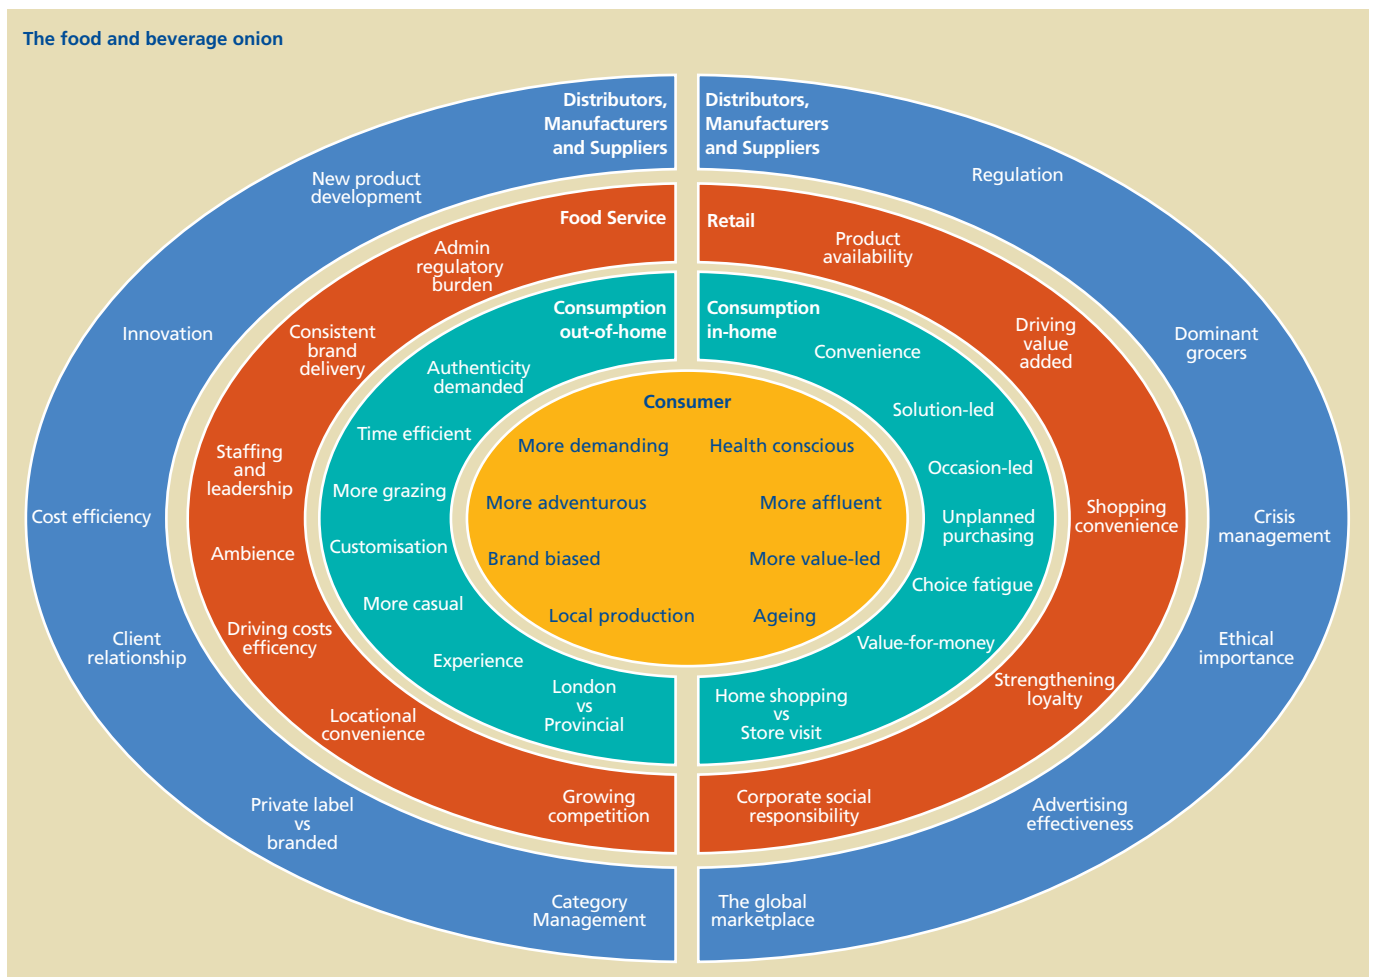 The food and beverage onion
Distributors,
Manufacturers
and Suppliers
New product
development
Innovation
Cost efficiency
Client
relationship
Private label
vs
branded
Category
Management
Distributors,
Manufacturers
and Suppliers
Regulation
Dominant
grocers
Crisis
management
Ethical
importance
Advertising
effectiveness
The global
marketplace
Food Service
Admin
regulatory
burden
Consistent
brand
delivery
Staffing
and
leadership
Ambience
Driving costs
efficency
Locational
convenience
Growing
competition
Retail
Product
availability
Driving
value
added
Shopping
convenience
Strengthening
loyalty
Corporate social
responsibility
Consumption
out-of-home
Authenticity
demanded
Time efficient
More grazing
Customisation
More casual
Experience
London
vs
Provincial
Consumption
in-home
Convenience
Solution-led
Occasion-led
Unplanned
purchasing
Choice fatigue
Value-for-money
Home shopping
vs
Store visit
Consumer
More demanding
Health conscious
More adventurous
More affluent
Brand biased
More value-led
Local production
Ageing